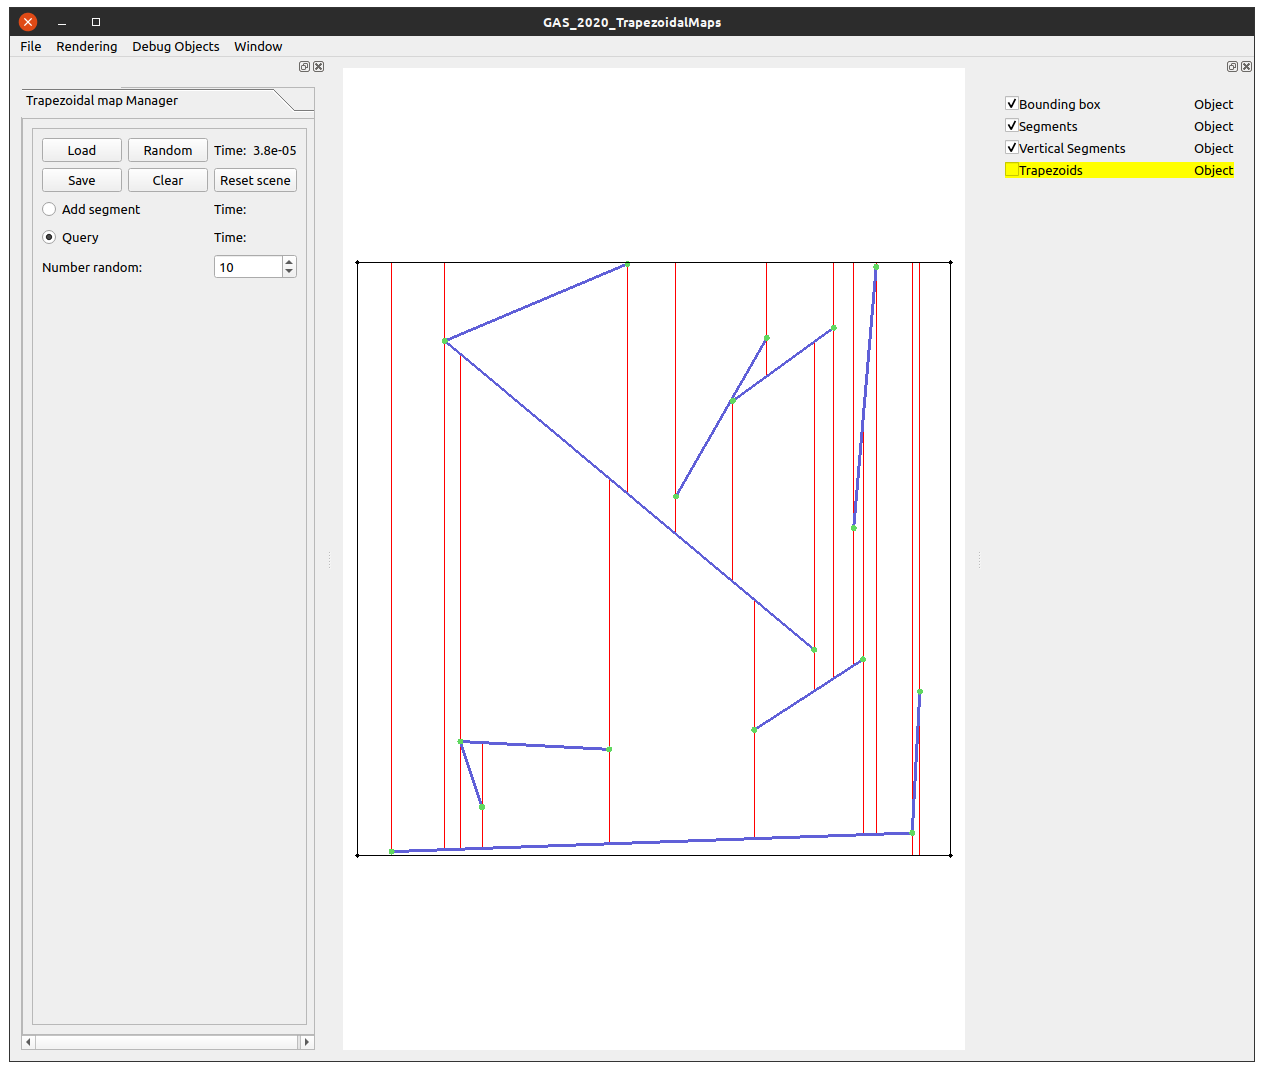 GAS_2020_TrapezoidalMaps
File Rendering Debug Objects Window
Trapezoidal map Manager
Load Random Time: 3.8e-05
Save Clear Reset scene
Add segment Time:
Query Time:
Number random: 10
Bounding box Object
Segments Object
Vertical Segments Object
Trapezoids Object